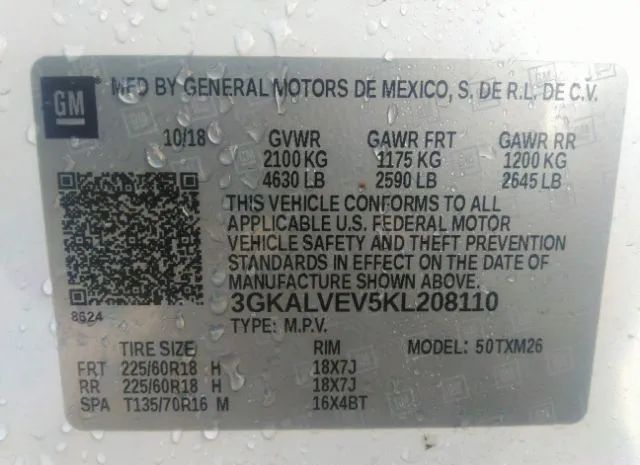 GM
MFD BY GENERAL MOTORS DE MEXICO, S. DE R.L. DE C.V.
10/18 GVWR GAWR FRT GAWR RR
2100 KG 1175 KG 1200 KG
4630 LB 2590 LB 2645 LB
THIS VEHICLE CONFORMS TO ALL
APPLICABLE U.S. FEDERAL MOTOR
VEHICLE SAFETY AND THEFT PREVENTION
STANDARDS IN EFFECT ON THE DATE OF
MANUFACTURE SHOWN ABOVE.
8624 3GKALVEV5KL208110
TYPE: M.P.V.
TIRE SIZE: RIM MODEL: 50TXM26
FRT 225/60R18 H 18X7J
RR 225/60R18 H 18X7J
SPA T135/70R16 M 16X4BT